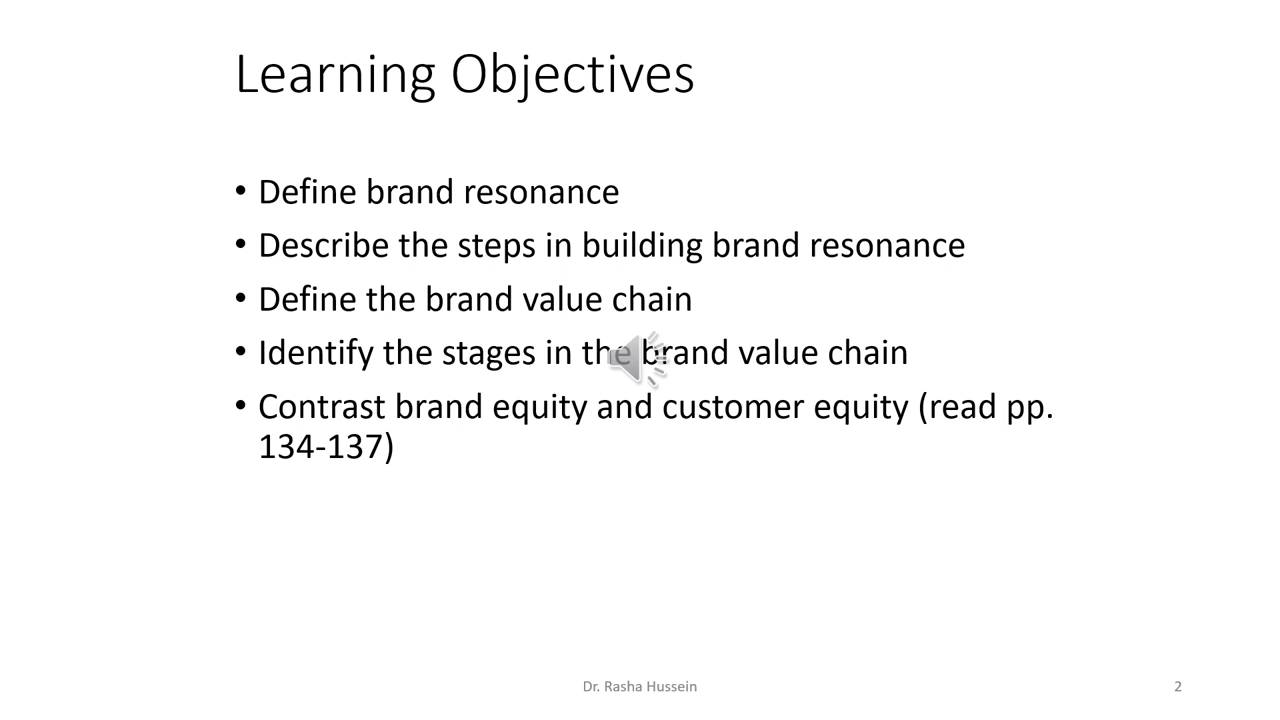 Learning Objectives
• Define brand resonance
• Describe the steps in building brand resonance
• Define the brand value chain
• Identify the stages in the brand value chain
• Contrast brand equity and customer equity (read pp.
134-137)
Dr. Rasha Hussein
2